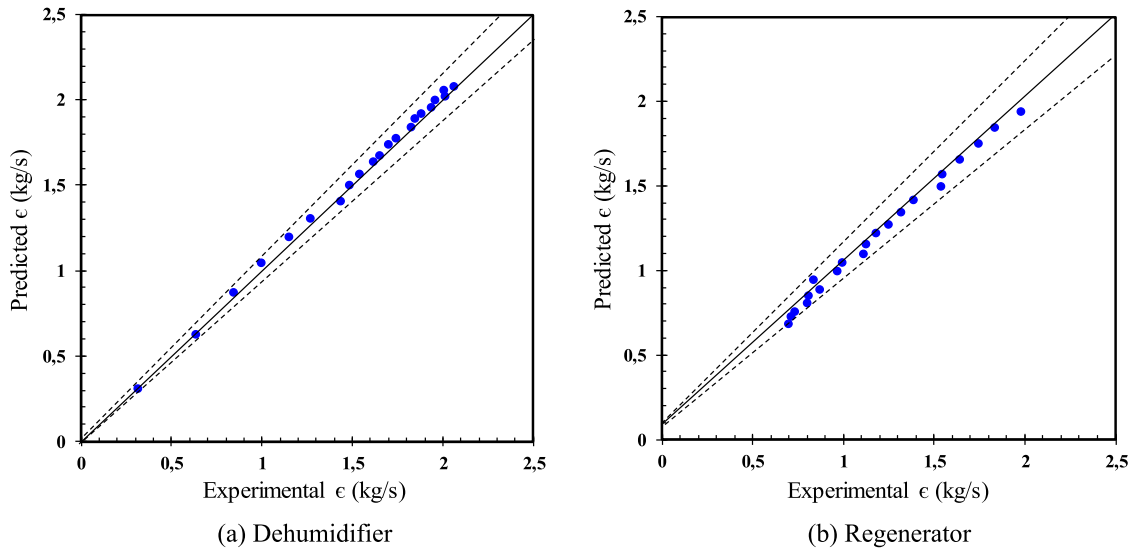 2,5
2
1,5
1
0,5
0
Predicted ϵ (kg/s)
0 0,5 1 1,5 2 2,5
Experimental ϵ (kg/s)
(a) Dehumidifier
2,5
2
1,5
1
0,5
0
Predicted ϵ (kg/s)
0 0,5 1 1,5 2 2,5
Experimental ϵ (kg/s)
(b) Regenerator